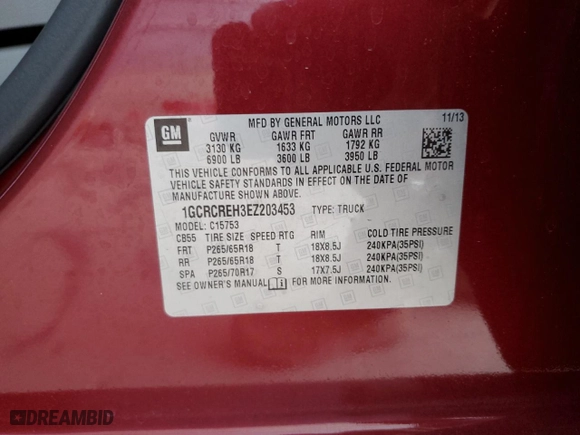 GM
MFD BY GENERAL MOTORS LLC 11/13
GVWR GAWR FRT GAWR RR
3130 KG 1633 KG 1792 KG
6900 LB 3600 LB 3950 LB
THIS VEHICLE CONFORMS TO ALL APPLICABLE U.S. FEDERAL MOTOR
VEHICLE SAFETY STANDARDS IN EFFECT ON THE DATE OF
MANUFACTURE SHOWN ABOVE.
1GCRCREH3EZ203453 TYPE: TRUCK
MODEL: C15753
CB55 TIRE SIZE SPEED RTG RIM COLD TIRE PRESSURE
FRT P265/65R18 T 18X8.5J 240KPA(35PSI)
RR P265/65R18 T 18X8.5J 240KPA(35PSI)
SPA P265/70R17 S 17X7.5J 240KPA(35PSI)
SEE OWNER'S MANUAL i FOR MORE INFORMATION.
DREAMBID